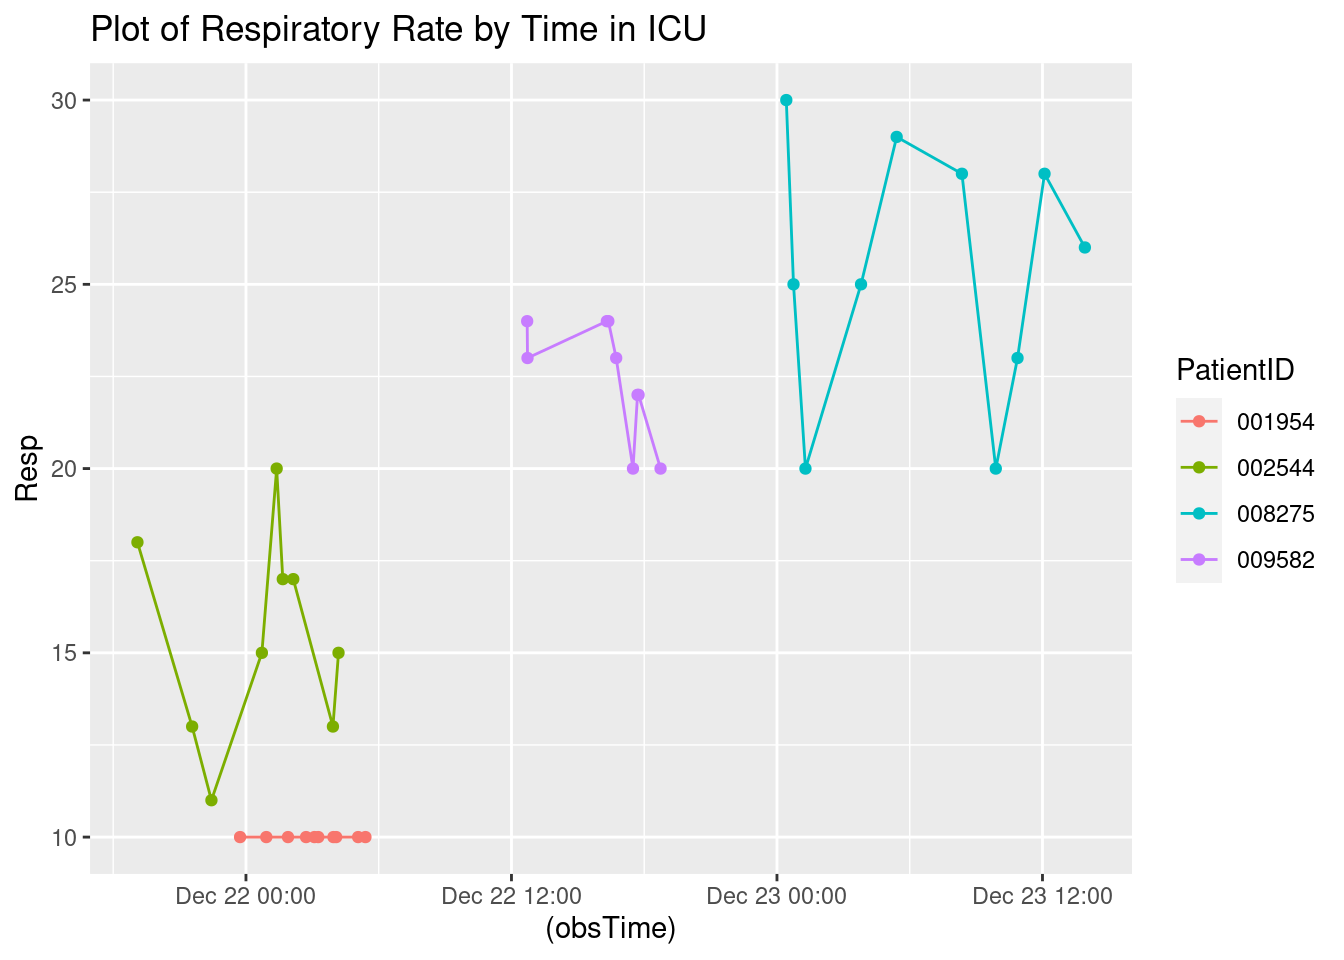 Plot of Respiratory Rate by Time in ICU
30
25
20
15
10
Resp
Dec 22 00:00
Dec 22 12:00
Dec 23 00:00
Dec 23 12:00
(obsTime)
PatientID
001954
002544
008275
009582